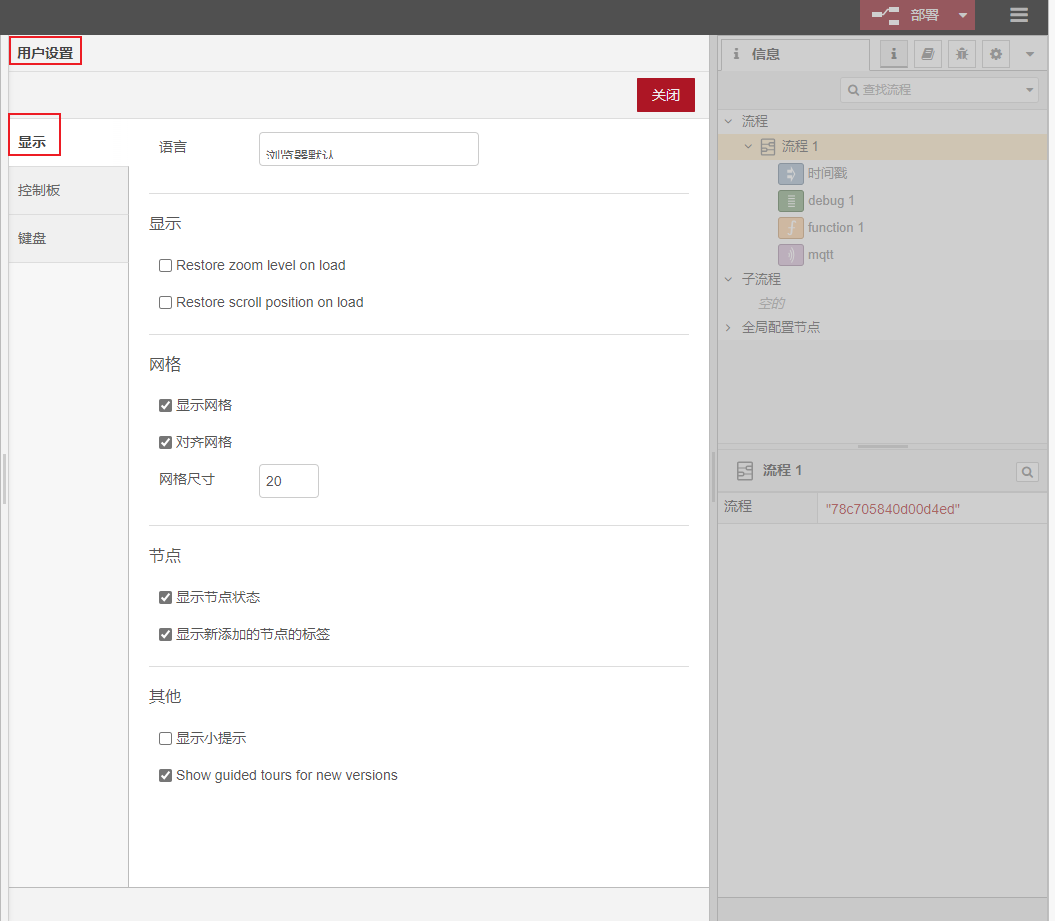 部署
用户设置
关闭
显示
控制板
键盘
语言
浏览器默认
显示
Restore zoom level on load
Restore scroll position on load
网格
显示网格
对齐网格
网格尺寸
20
节点
显示节点状态
显示新添加的节点的标签
其他
显示小提示
Show guided tours for new versions
信息
查找流程
流程
流程 1
时间戳
debug 1
function 1
mqtt
子流程
空的
全局配置节点
流程 1
流程
"78c705840d00d4ed"